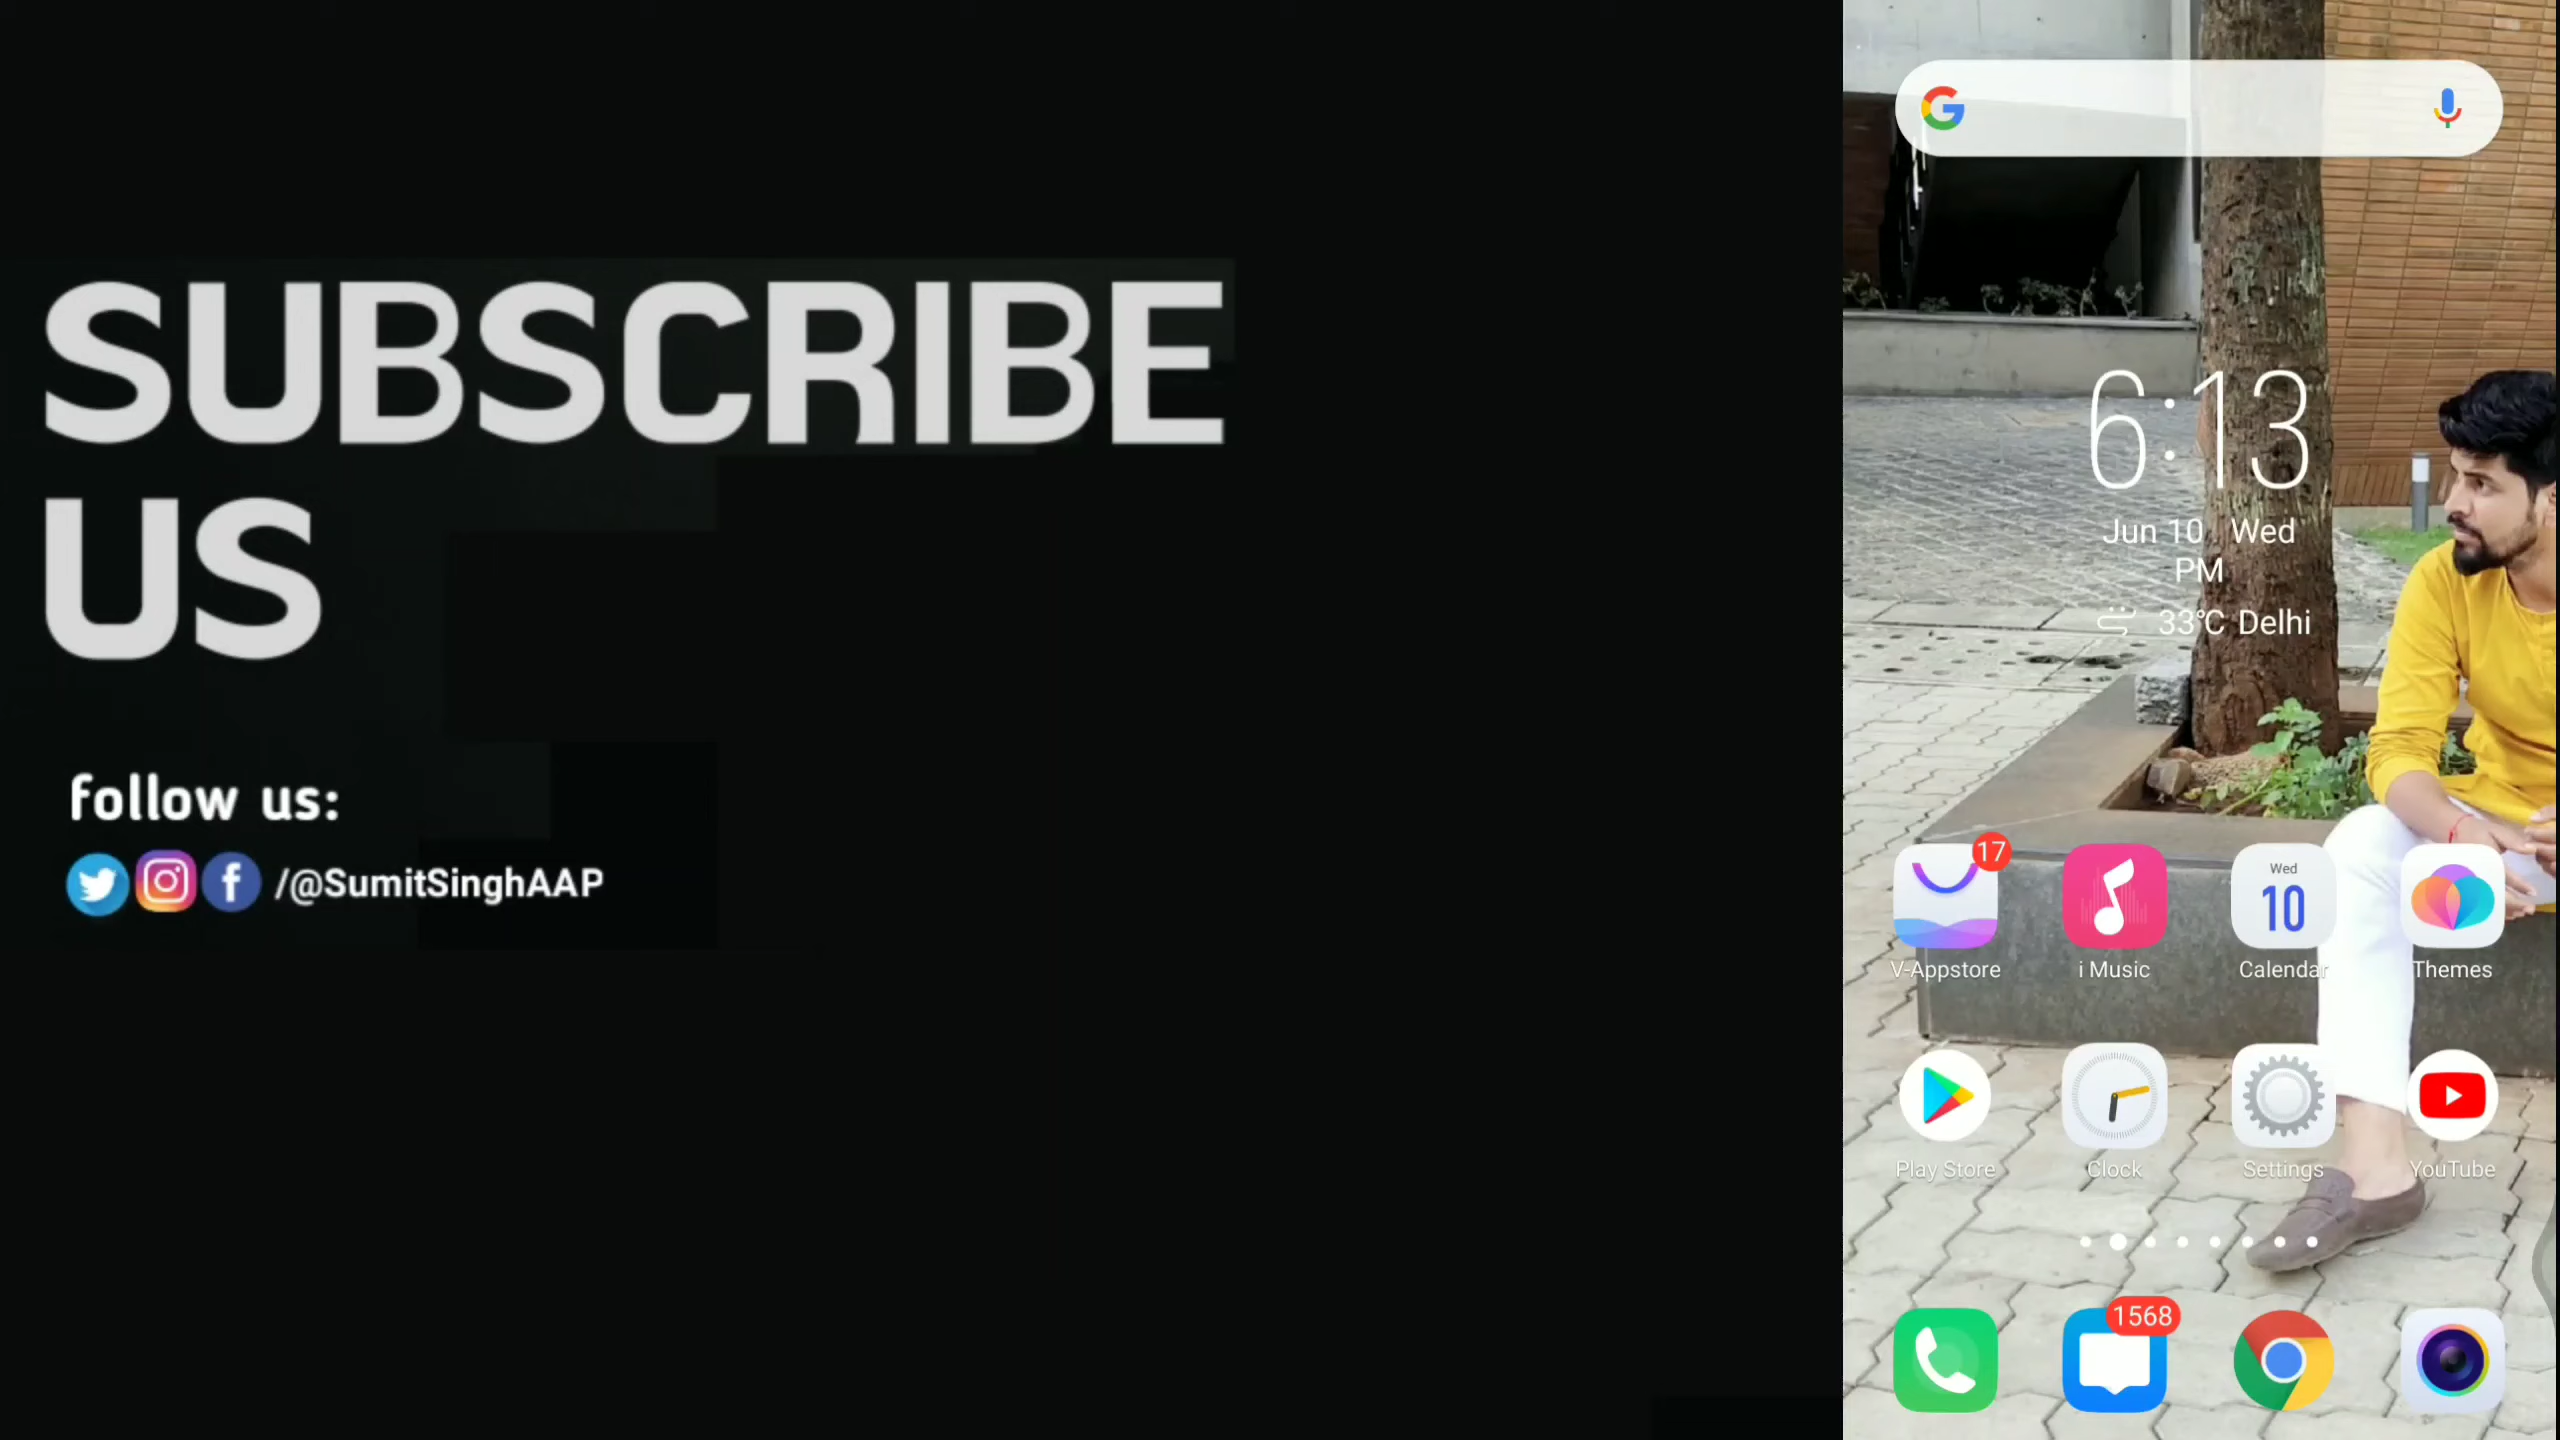 SUBSCRIBE
US
follow us:
/@SumitSinghAAP
6:13
Jun 10 Wed
PM
33°C Delhi
17
Wed
10
V-Appstore i Music Calendar Themes
Play Store Clock Settings YouTube
1568